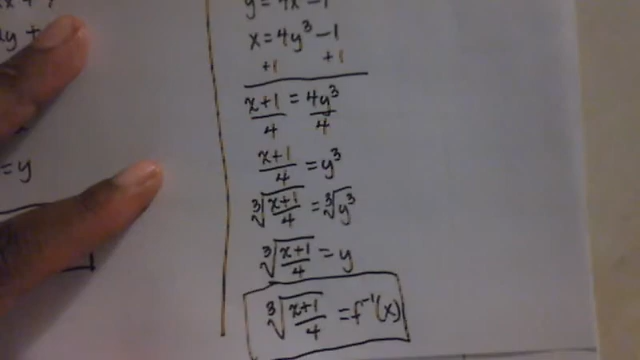 = y
x = 4y³ - 1
+1 +1
x+1 = 4y³
4 4
x+1/4 = y³
∛(x+1/4) = ∛y³
∛(x+1/4) = y
∛(x+1/4) = f⁻¹(x)